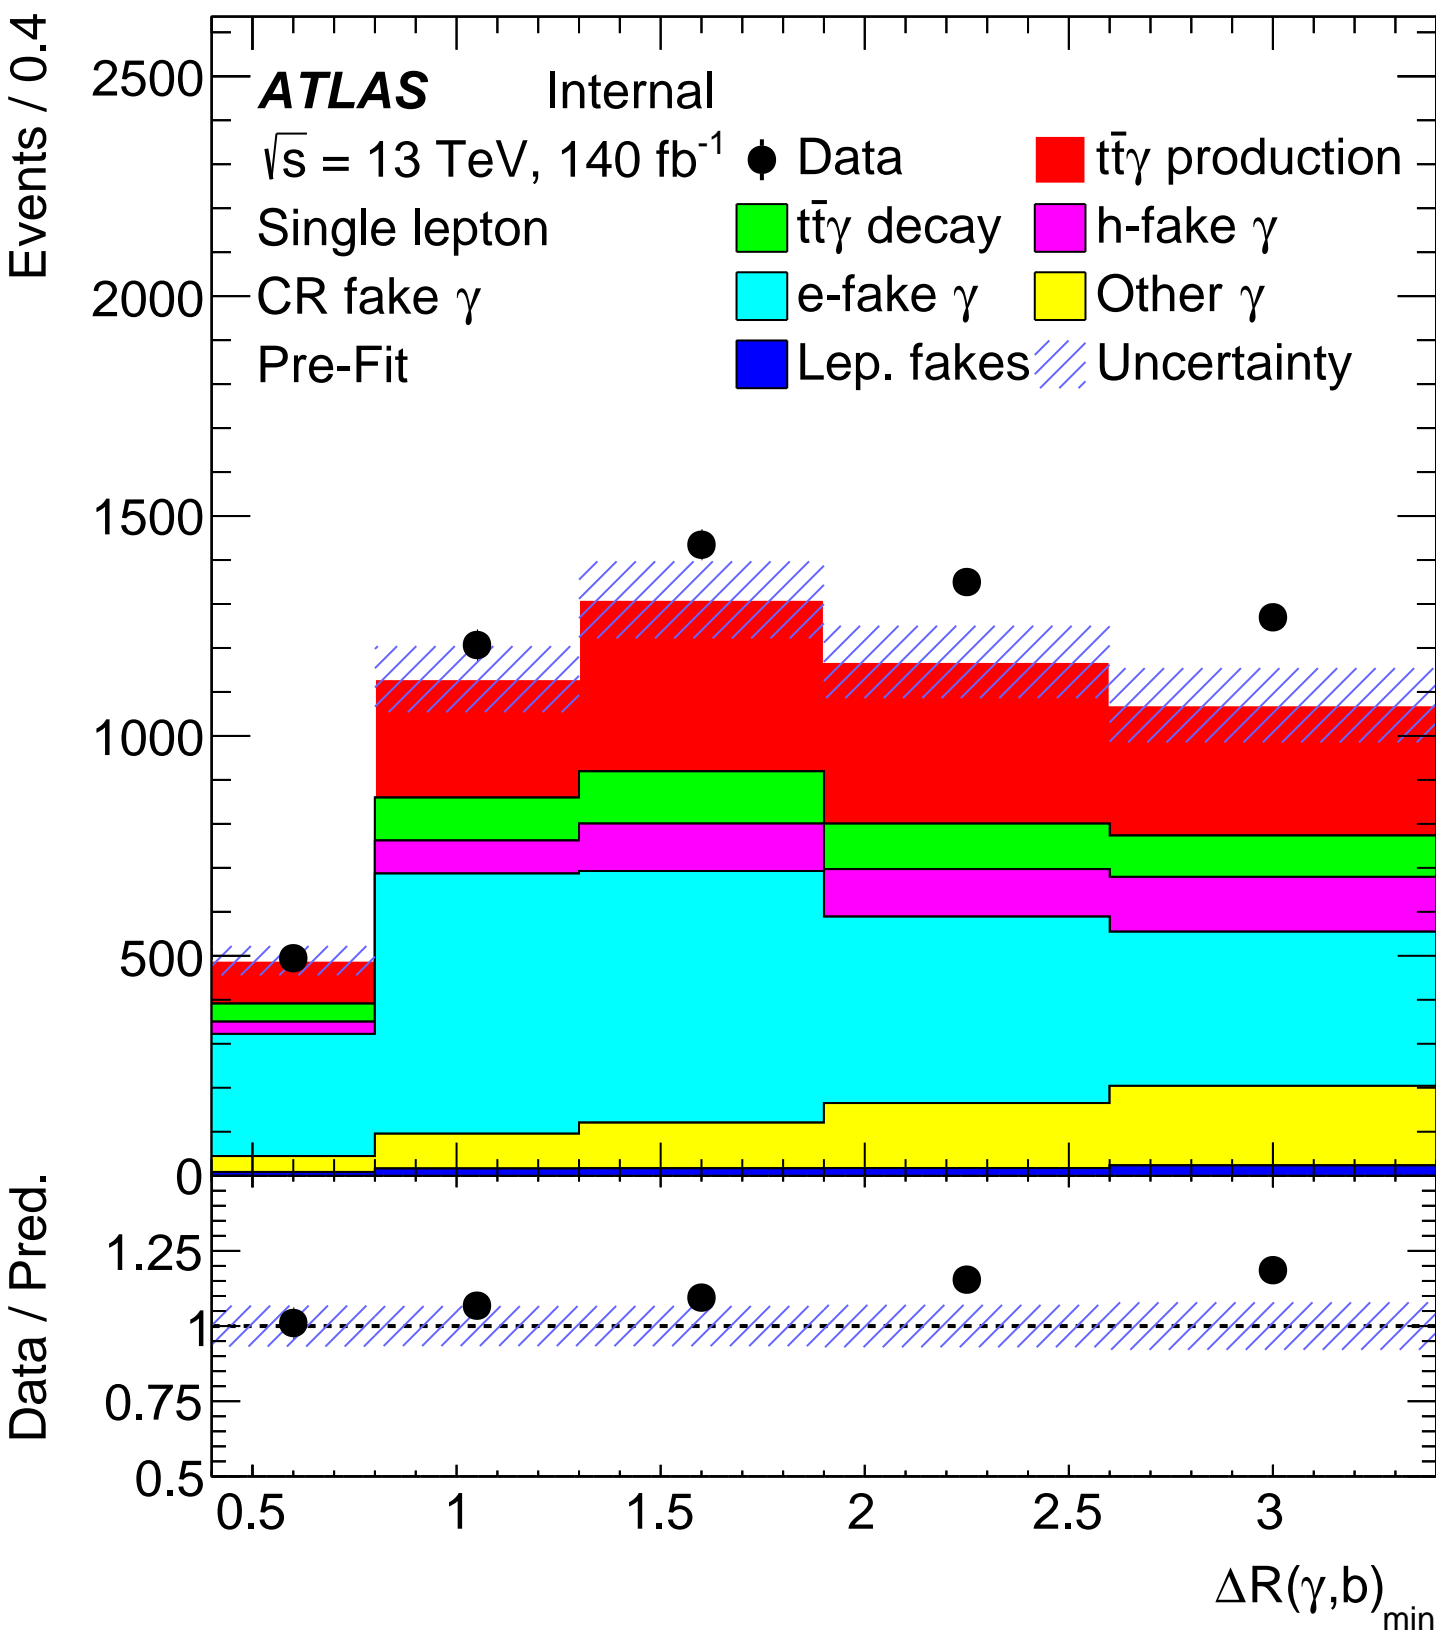 Events / 0.4
2500
2000
1500
1000
500
0
ATLAS Internal
√s = 13 TeV, 140 fb⁻¹
Single lepton
CR fake γ
Pre-Fit
Data
tt̄γ production
tt̄γ decay
h-fake γ
e-fake γ
Other γ
Lep. fakes
Uncertainty
Data / Pred.
1.25
1
0.75
0.5
0.5 1 1.5 2 2.5 3
ΔR(γ,b)min